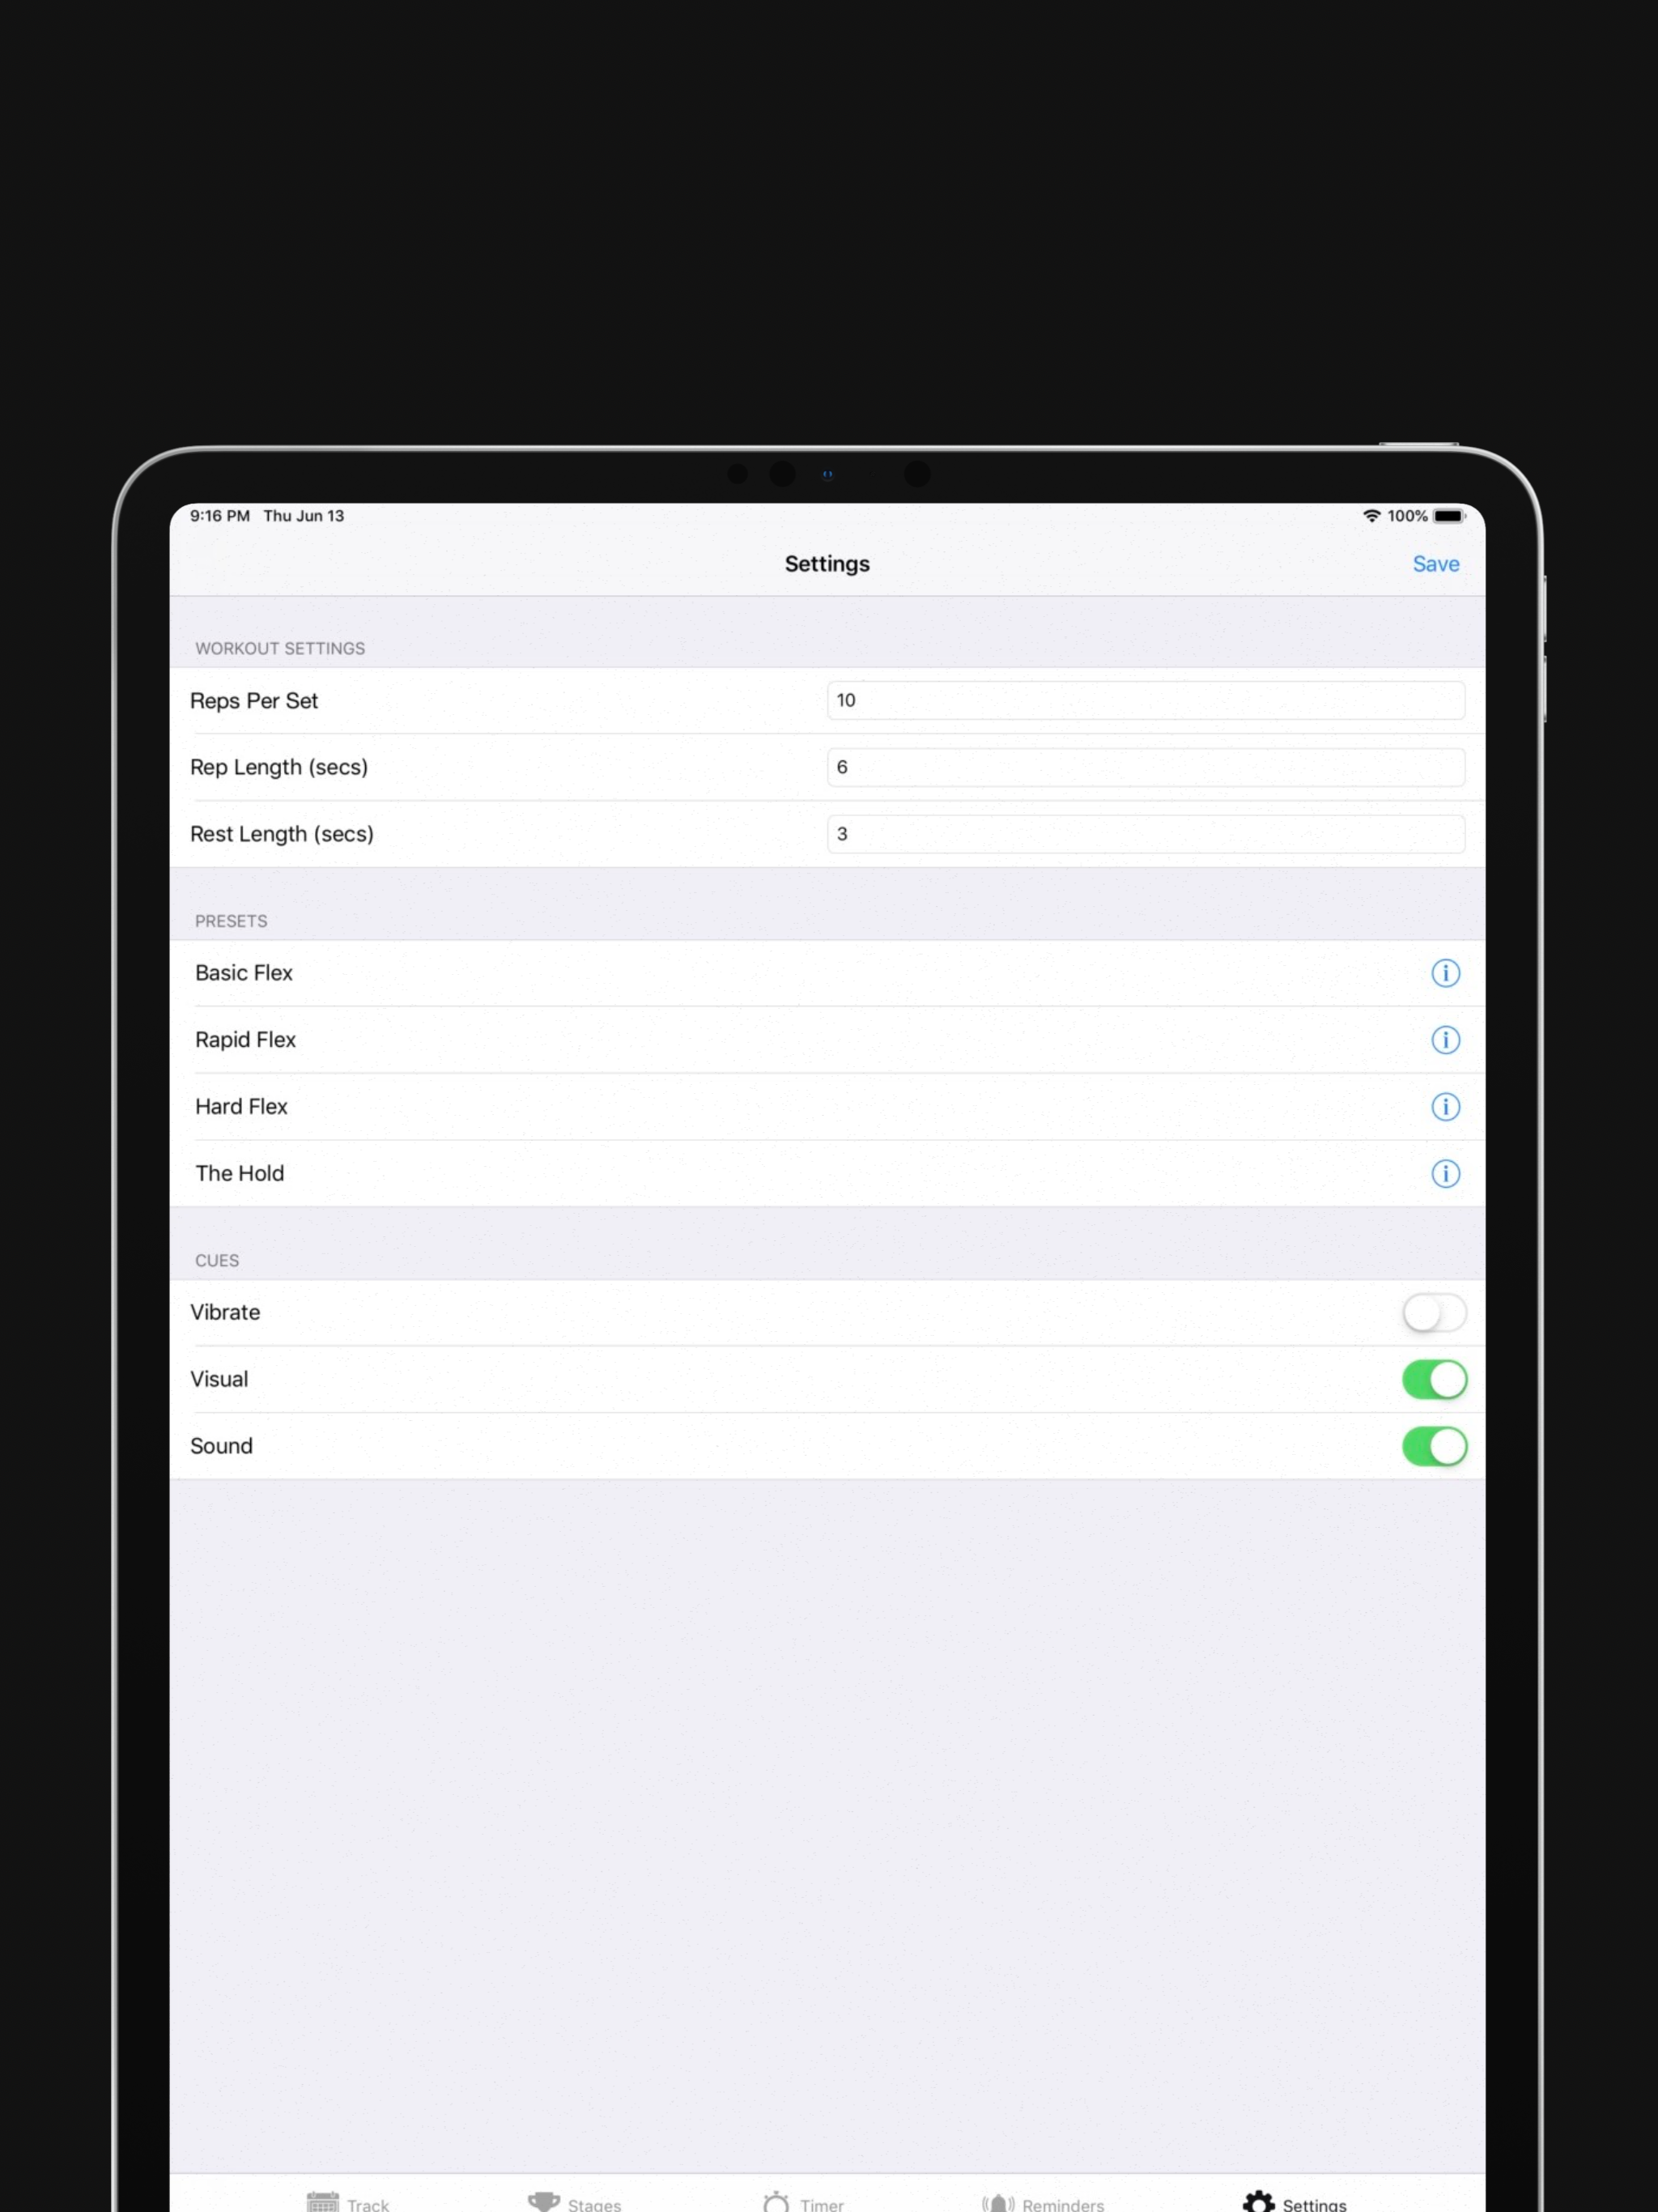 9:16 PM Thu Jun 13 100%
Settings Save
WORKOUT SETTINGS
Reps Per Set 10
Rep Length (secs) 6
Rest Length (secs) 3
PRESETS
Basic Flex
Rapid Flex
Hard Flex
The Hold
CUES
Vibrate
Visual
Sound
Track Stages Timer Reminders Settings